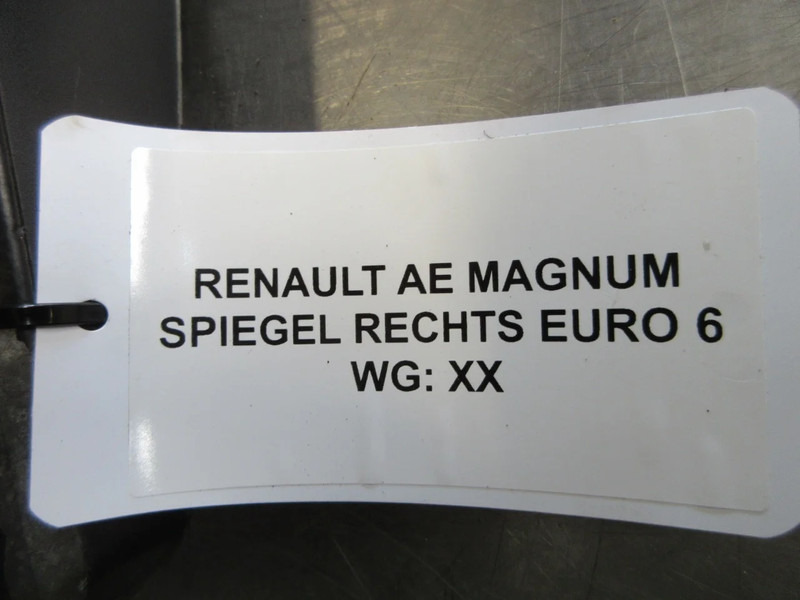 RENAULT AE MAGNUM
SPIEGEL RECHTS EURO 6
WG: XX